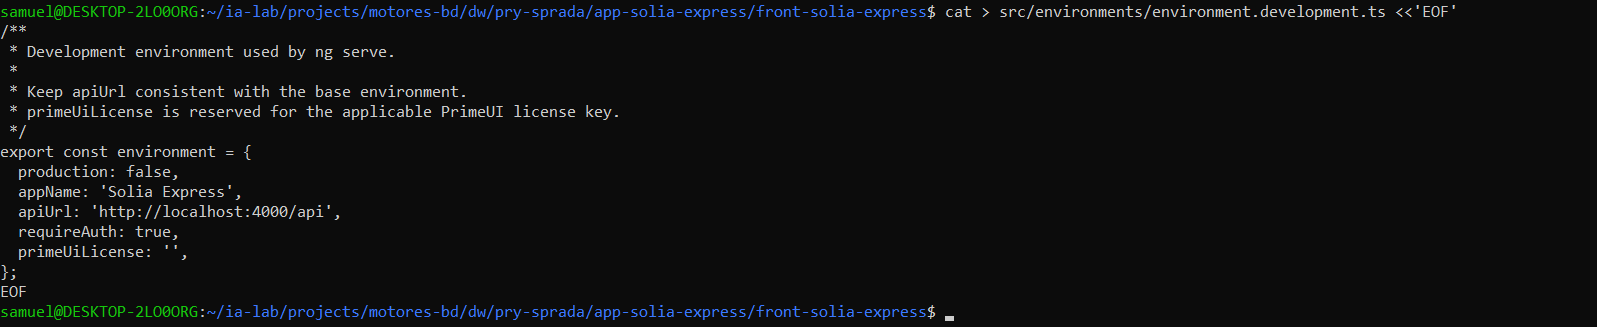 samuel@DESKTOP-2LO0ORG:~/ia-lab/projects/motores-bd/dw/pry-sprada/app-solia-express/front-solia-express$ cat > src/environments/environment.development.ts <<'EOF'
/**
 * Development environment used by ng serve.
 *
 * Keep apiUrl consistent with the base environment.
 * primeUiLicense is reserved for the applicable PrimeUI license key.
 */
export const environment = {
  production: false,
  appName: 'Solia Express',
  apiUrl: 'http://localhost:4000/api',
  requireAuth: true,
  primeUiLicense: '',
};
EOF
samuel@DESKTOP-2LO0ORG:~/ia-lab/projects/motores-bd/dw/pry-sprada/app-solia-express/front-solia-express$